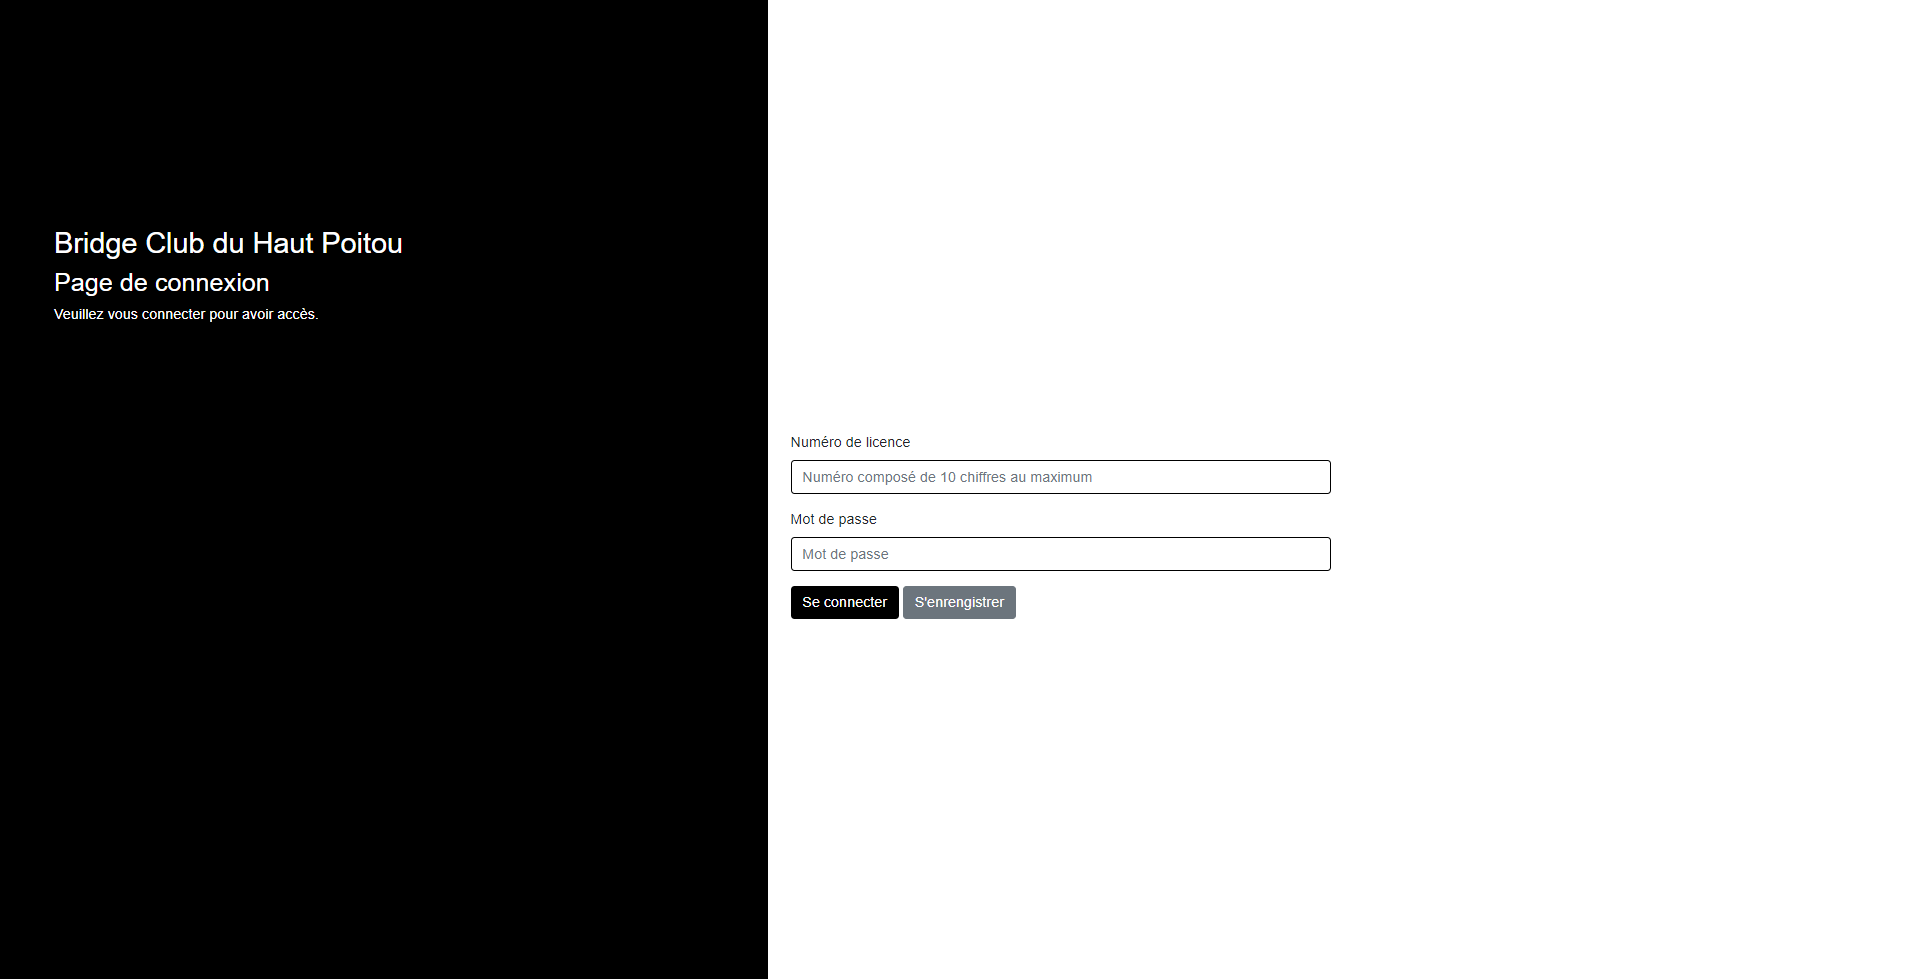 Bridge Club du Haut Poitou
Page de connexion
Veuillez vous connecter pour avoir accès.
Numéro de licence
Numéro composé de 10 chiffres au maximum
Mot de passe
Mot de passe
Se connecter S'enrengistrer